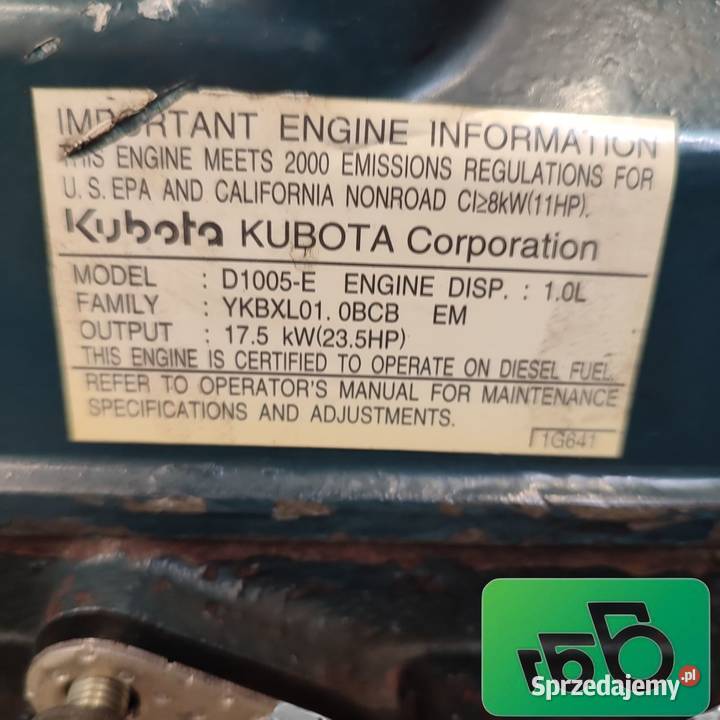 IMPORTANT ENGINE INFORMATION
THIS ENGINE MEETS 2000 EMISSIONS REGULATIONS FOR
U.S. EPA AND CALIFORNIA NONROAD CI≥8kW(11HP).
Kubota KUBOTA Corporation
MODEL : D1005-E ENGINE DISP. : 1.0L
FAMILY : YKBXL01.0BCB EM
OUTPUT : 17.5 kW(23.5HP)
THIS ENGINE IS CERTIFIED TO OPERATE ON DIESEL FUEL.
REFER TO OPERATOR'S MANUAL FOR MAINTENANCE
SPECIFICATIONS AND ADJUSTMENTS.
1G641
Sprzedajemy.pl